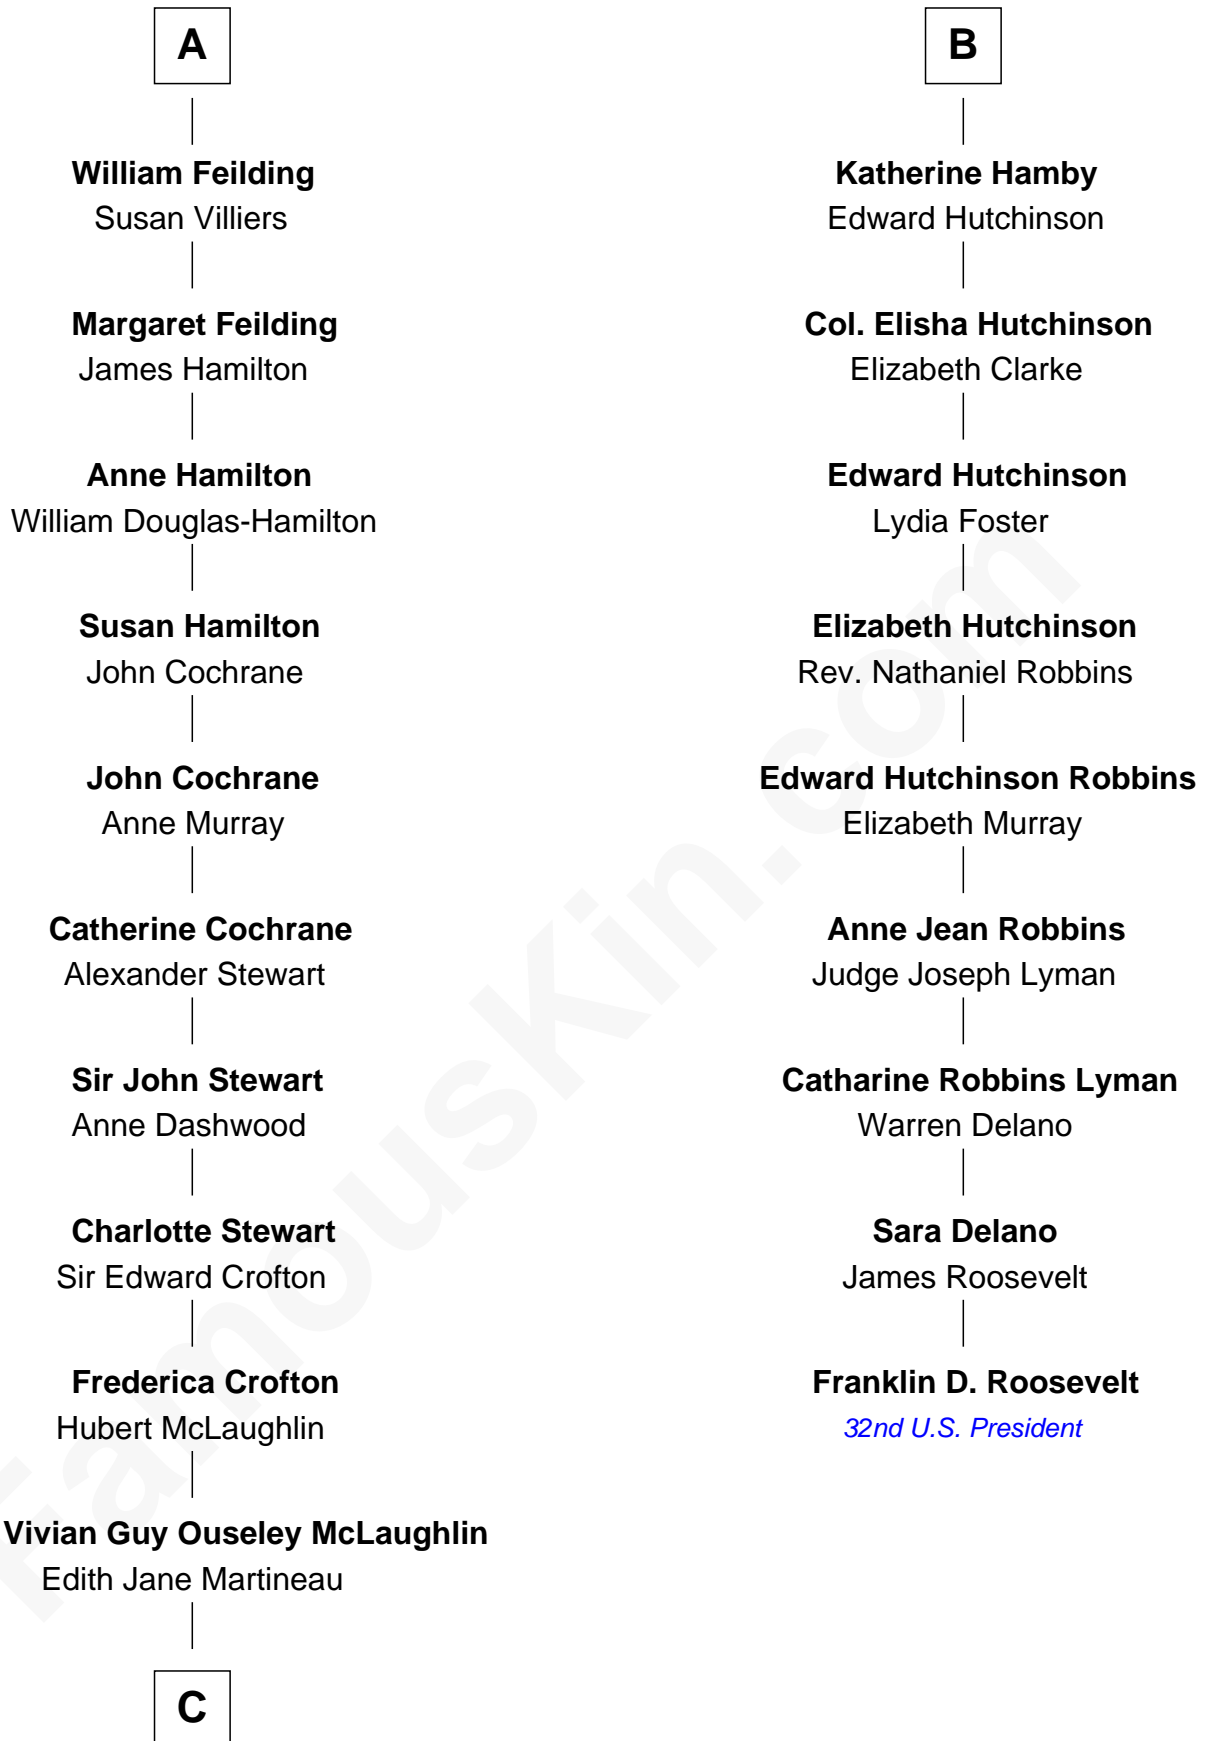 A
William Feilding
Susan Villiers
Margaret Feilding
James Hamilton
Anne Hamilton
William Douglas-Hamilton
Susan Hamilton
John Cochrane
John Cochrane
Anne Murray
Catherine Cochrane
Alexander Stewart
Sir John Stewart
Anne Dashwood
Charlotte Stewart
Sir Edward Crofton
Frederica Crofton
Hubert McLaughlin
Vivian Guy Ouseley McLaughlin
Edith Jane Martineau
C
B
Katherine Hamby
Edward Hutchinson
Col. Elisha Hutchinson
Elizabeth Clarke
Edward Hutchinson
Lydia Foster
Elizabeth Hutchinson
Rev. Nathaniel Robbins
Edward Hutchinson Robbins
Elizabeth Murray
Anne Jean Robbins
Judge Joseph Lyman
Catharine Robbins Lyman
Warren Delano
Sara Delano
James Roosevelt
Franklin D. Roosevelt
32nd U.S. President
FamousKin.com